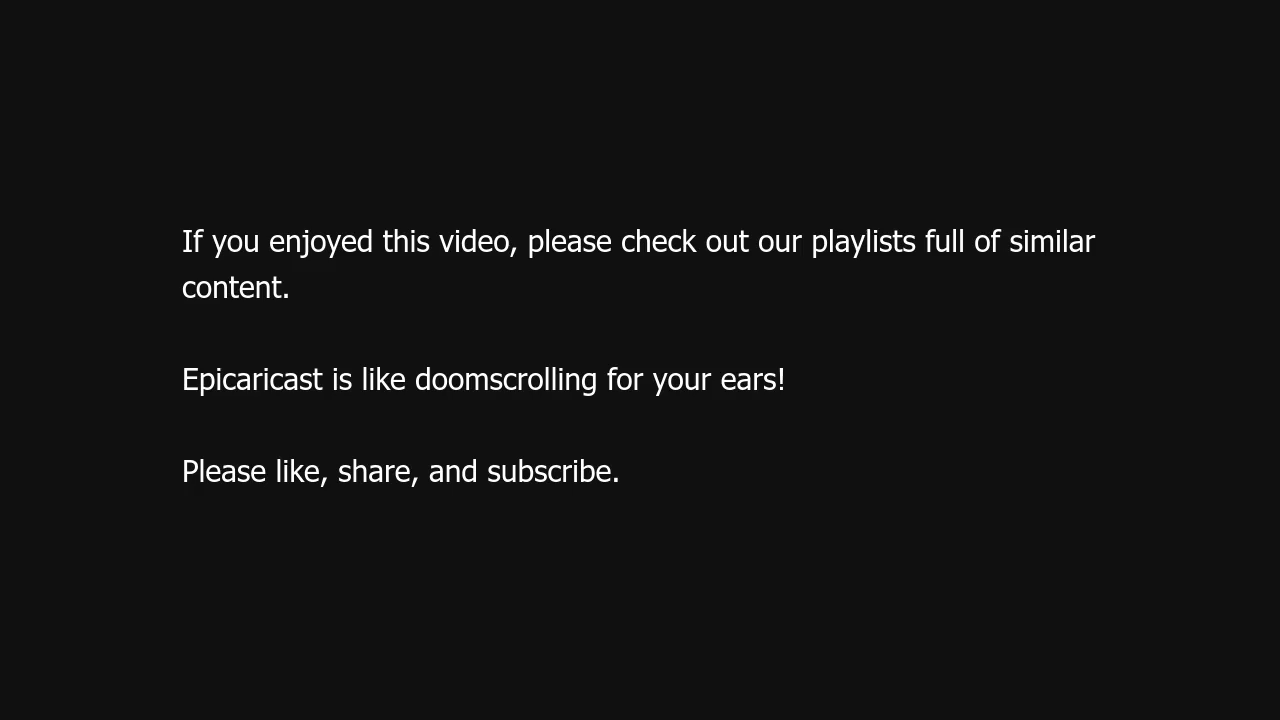 If you enjoyed this video, please check out our playlists full of similar
content.
Epicaricast is like doomscrolling for your ears!
Please like, share, and subscribe.